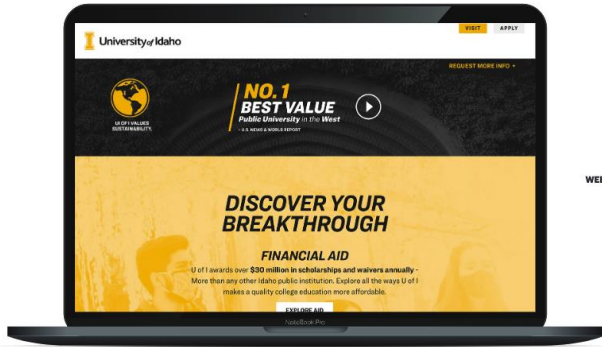 VISIT APPLY
University of Idaho
REQUEST MORE INFO +
NO.1
BEST VALUE
Public University in the West
- U.S. NEWS & WORLD REPORT
UI OF I VALUES
SUSTAINABILITY.
DISCOVER YOUR
BREAKTHROUGH
FINANCIAL AID
U of I awards over $30 million in scholarships and waivers annually -
More than any other Idaho public institution. Explore all the ways U of I
makes a quality college education more affordable.
EXPLORE AID
NoteBook Pro
WEI